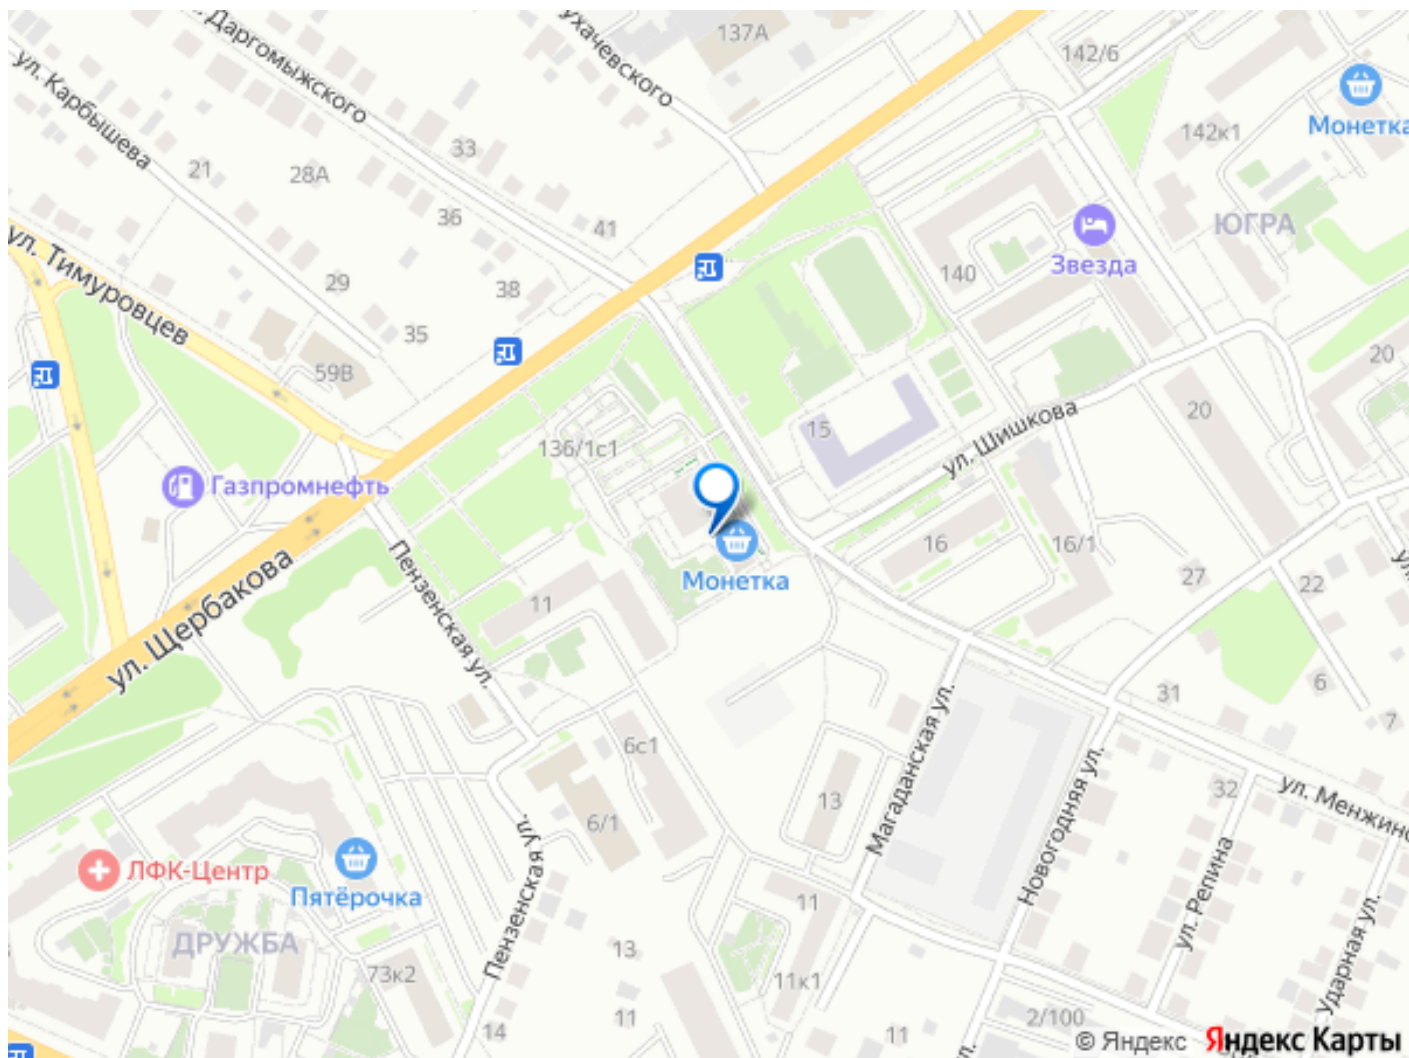 ул. Даргомыжского
ухачевского
137А
142/6
ул. Карбышева
Монетка
142к1
33
21
28А
36
41
ЮГРА
ул. Тимуровцев
Звезда
140
29
38
35
20
59В
20
15
136/1с1
ул. Шишкова
Газпромнефть
16
16/1
ул. Щербакова
Пензенская ул.
Монетка
27
22
11
6
31
7
Магаданская ул.
6с1
Новогодняя ул.
32
ул. Менжинс
13
6/1
Пензенская ул.
ЛФК-Центр
Пятёрочка
ул. Репина
11
Ударная ул.
ДРУЖБА
13
73к2
11к1
14
11
11
2/100
© Яндекс
Яндекс Карты